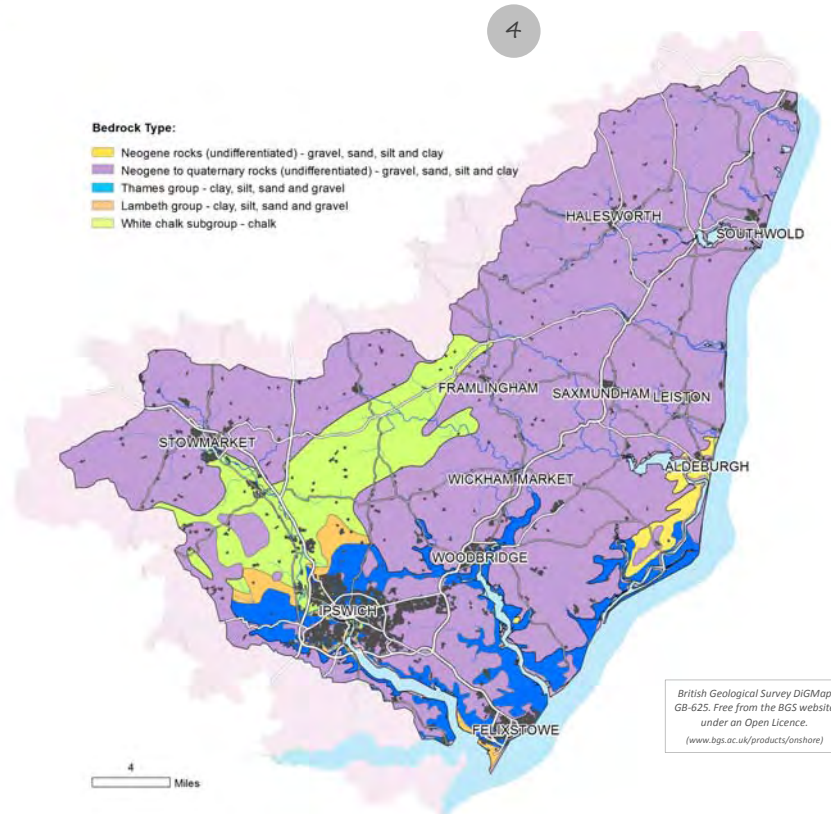 4
Bedrock Type:
Neogene rocks (undifferentiated) - gravel, sand, silt and clay
Neogene to quaternary rocks (undifferentiated) - gravel, sand, silt and clay
Thames group - clay, silt, sand and gravel
Lambeth group - clay, silt, sand and gravel
White chalk subgroup - chalk
HALESWORTH
SOUTHWOLD
FRAMLINGHAM
SAXMUNDHAM
LEISTON
STOWMARKET
ALDEBURGH
WICKHAM MARKET
WOODBRIDGE
IPSWICH
FELIXSTOWE
British Geological Survey DiGMap
GB-625. Free from the BGS website
under an Open Licence.
(www.bgs.ac.uk/products/onshore)
4
Miles